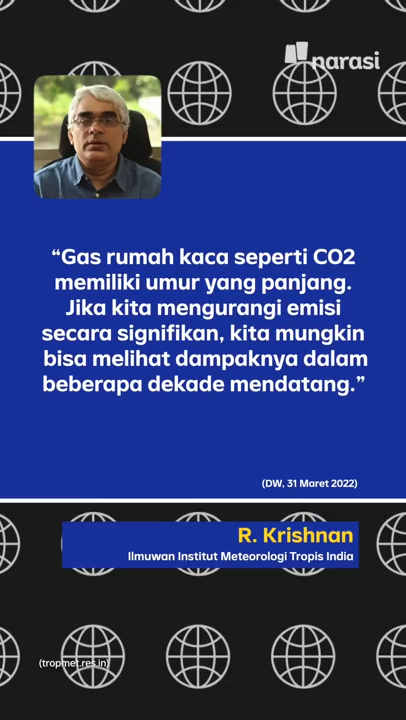 narasi
“Gas rumah kaca seperti CO2
memiliki umur yang panjang.
Jika kita mengurangi emisi
secara signifikan, kita mungkin
bisa melihat dampaknya dalam
beberapa dekade mendatang.”
(DW, 31 Maret 2022)
R. Krishnan
Ilmuwan Institut Meteorologi Tropis India
(tropmet.res.in)